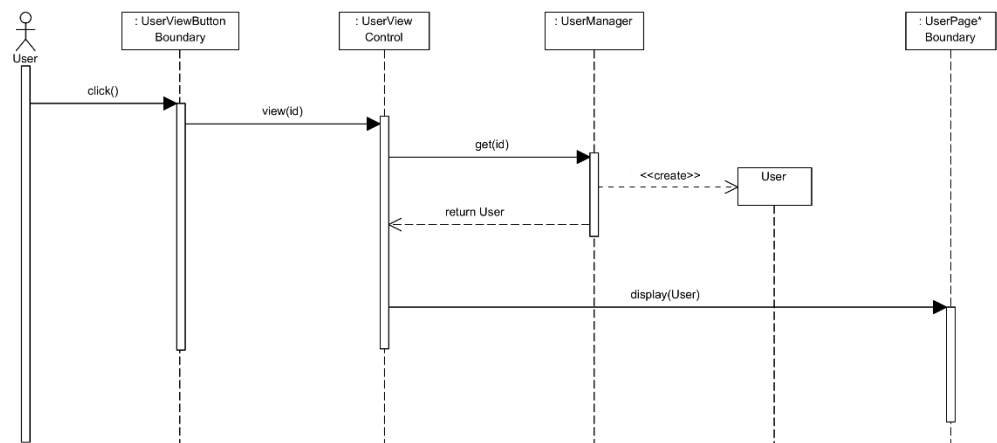 : UserViewButton
Boundary
: UserView
Control
: UserManager
: UserPage*
Boundary
User
click()
view(id)
get(id)
<<create>>
User
return User
display(User)